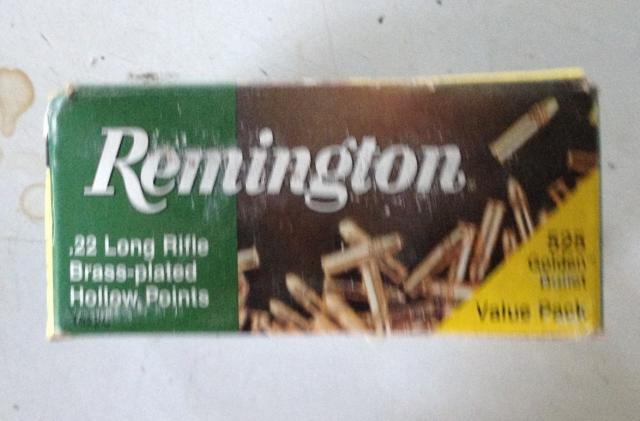 Remington
.22 Long Rifle
Brass-plated
Hollow Points
525
Golden
Bullet
Value Pack